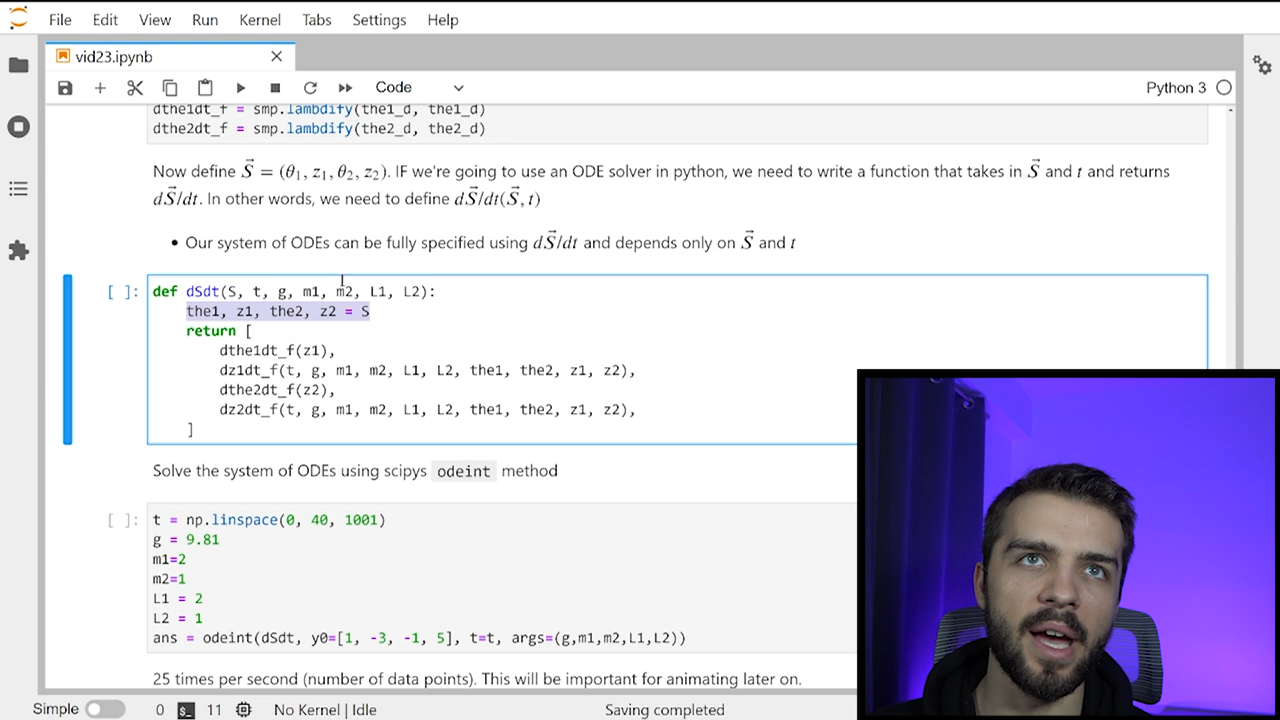 File Edit View Run Kernel Tabs Settings Help
vid23.ipynb
Code
Python 3
dthe1dt_f = smp.lambdify(the1_d, the1_d)
dthe2dt_f = smp.lambdify(the2_d, the2_d)
Now define S⃗ = (θ₁, z₁, θ₂, z₂). IF we're going to use an ODE solver in python, we need to write a function that takes in S⃗ and t and returns
dS⃗/dt. In other words, we need to define dS⃗/dt(S⃗, t)
• Our system of ODEs can be fully specified using dS⃗/dt and depends only on S⃗ and t
[ ]: def dSdt(S, t, g, m1, m2, L1, L2):
the1, z1, the2, z2 = S
return [
dthe1dt_f(z1),
dz1dt_f(t, g, m1, m2, L1, L2, the1, the2, z1, z2),
dthe2dt_f(z2),
dz2dt_f(t, g, m1, m2, L1, L2, the1, the2, z1, z2),
]
Solve the system of ODEs using scipys odeint method
[ ]: t = np.linspace(0, 40, 1001)
g = 9.81
m1=2
m2=1
L1 = 2
L2 = 1
ans = odeint(dSdt, y0=[1, -3, -1, 5], t=t, args=(g,m1,m2,L1,L2))
25 times per second (number of data points). This will be important for animating later on.
Simple 0 $_ 11 No Kernel | Idle Saving completed